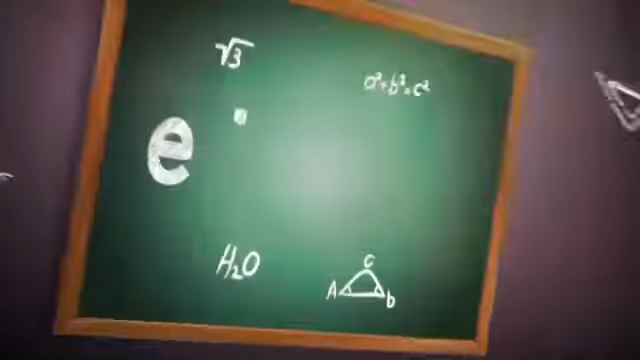 √3
a²+b²=c²
e
H₂O
C
A b